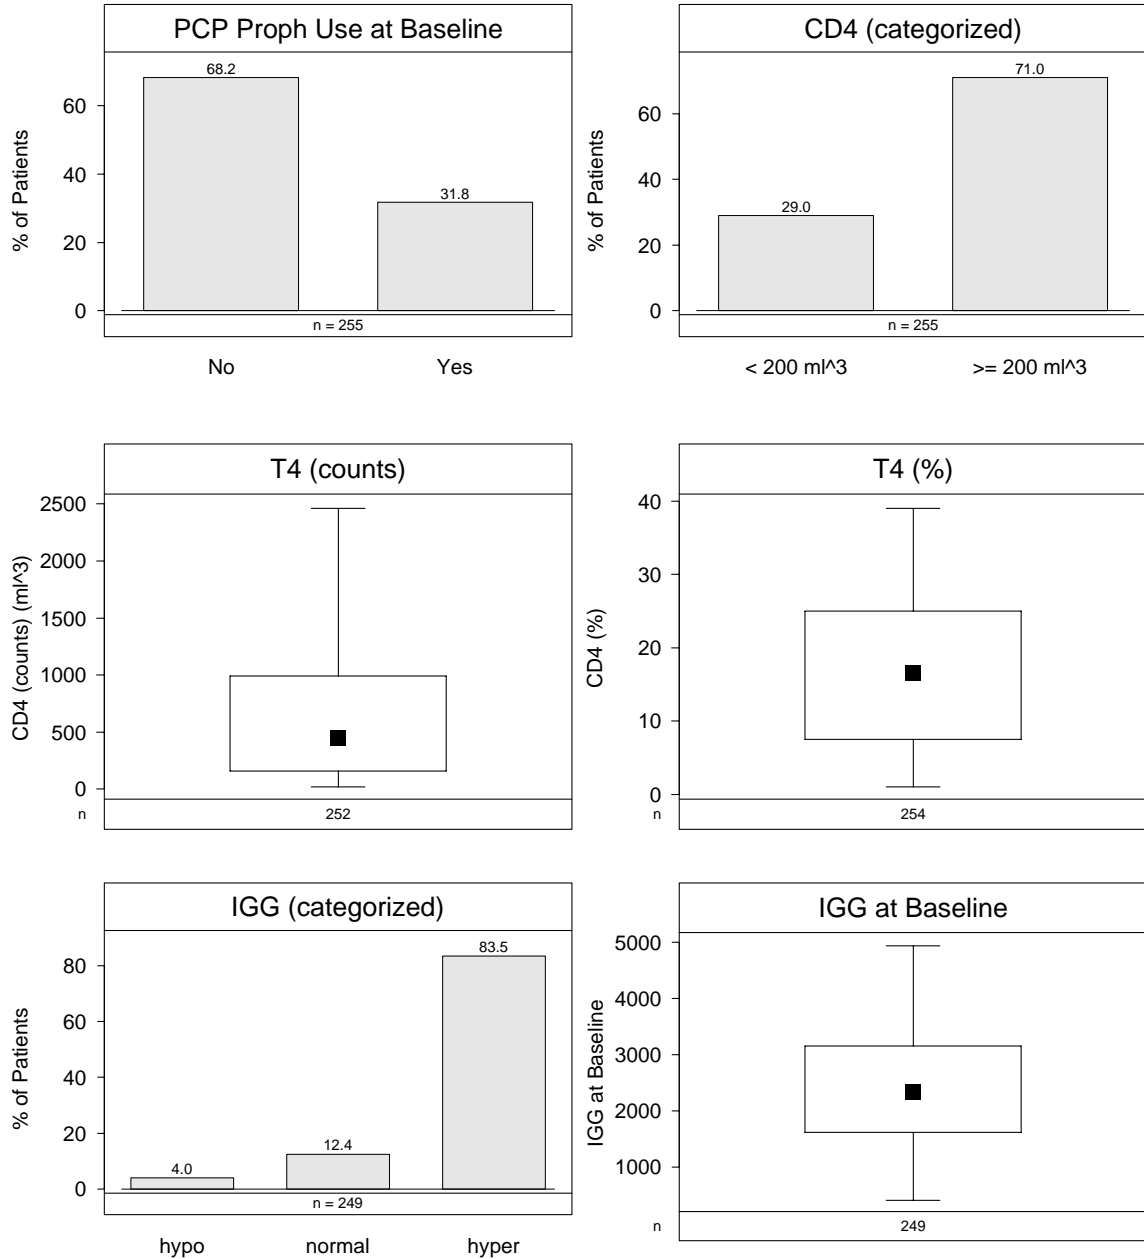 PCP Proph Use at Baseline
% of Patients
60
40
20
0
68.2
31.8
n = 255
No Yes
CD4 (categorized)
% of Patients
60
40
20
0
29.0
71.0
n = 255
< 200 ml^3 >= 200 ml^3
T4 (counts)
CD4 (counts) (ml^3)
2500
2000
1500
1000
500
0
n 252
T4 (%)
CD4 (%)
40
30
20
10
0
n 254
IGG (categorized)
% of Patients
80
60
40
20
0
4.0
12.4
83.5
n = 249
hypo normal hyper
IGG at Baseline
IGG at Baseline
5000
4000
3000
2000
1000
n 249